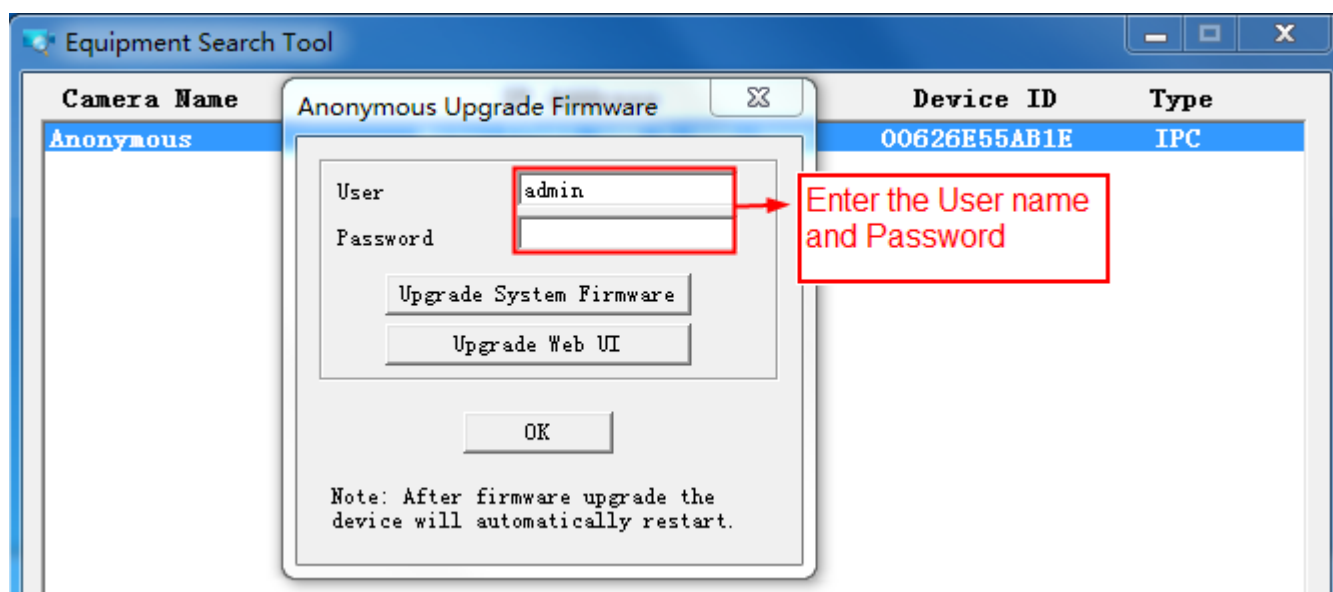 Equipment Search Tool
Camera Name Device ID Type
Anonymous 00626E55AB1E IPC
Anonymous Upgrade Firmware
User admin
Password
Enter the User name
and Password
Upgrade System Firmware
Upgrade Web UI
OK
Note: After firmware upgrade the
device will automatically restart.